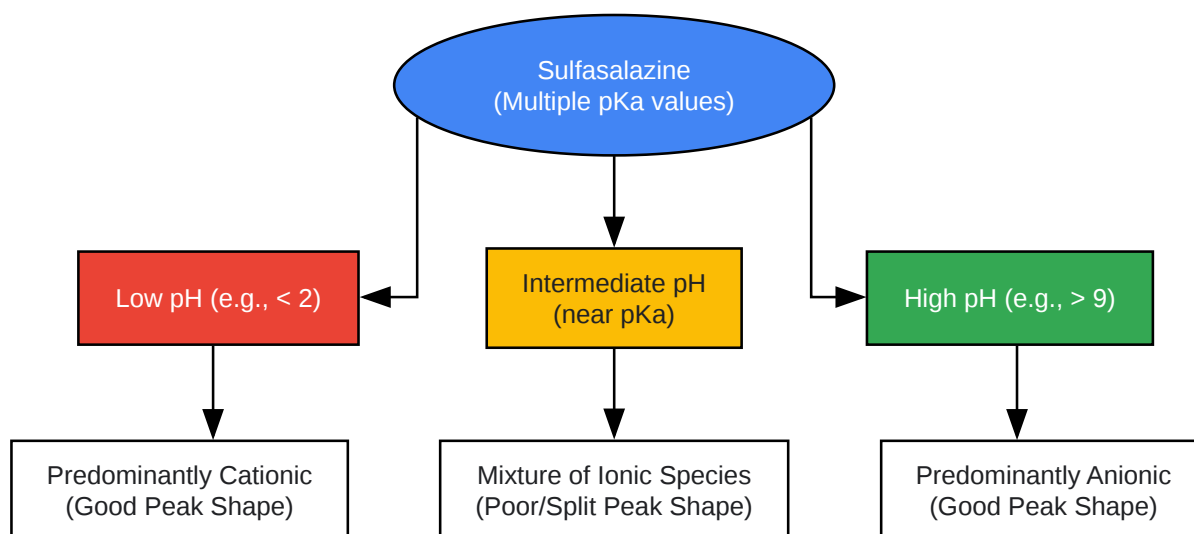 Sulfasalazine
(Multiple pKa values)
Low pH (e.g., < 2)
Intermediate pH
(near pKa)
High pH (e.g., > 9)
Predominantly Cationic
(Good Peak Shape)
Mixture of Ionic Species
(Poor/Split Peak Shape)
Predominantly Anionic
(Good Peak Shape)